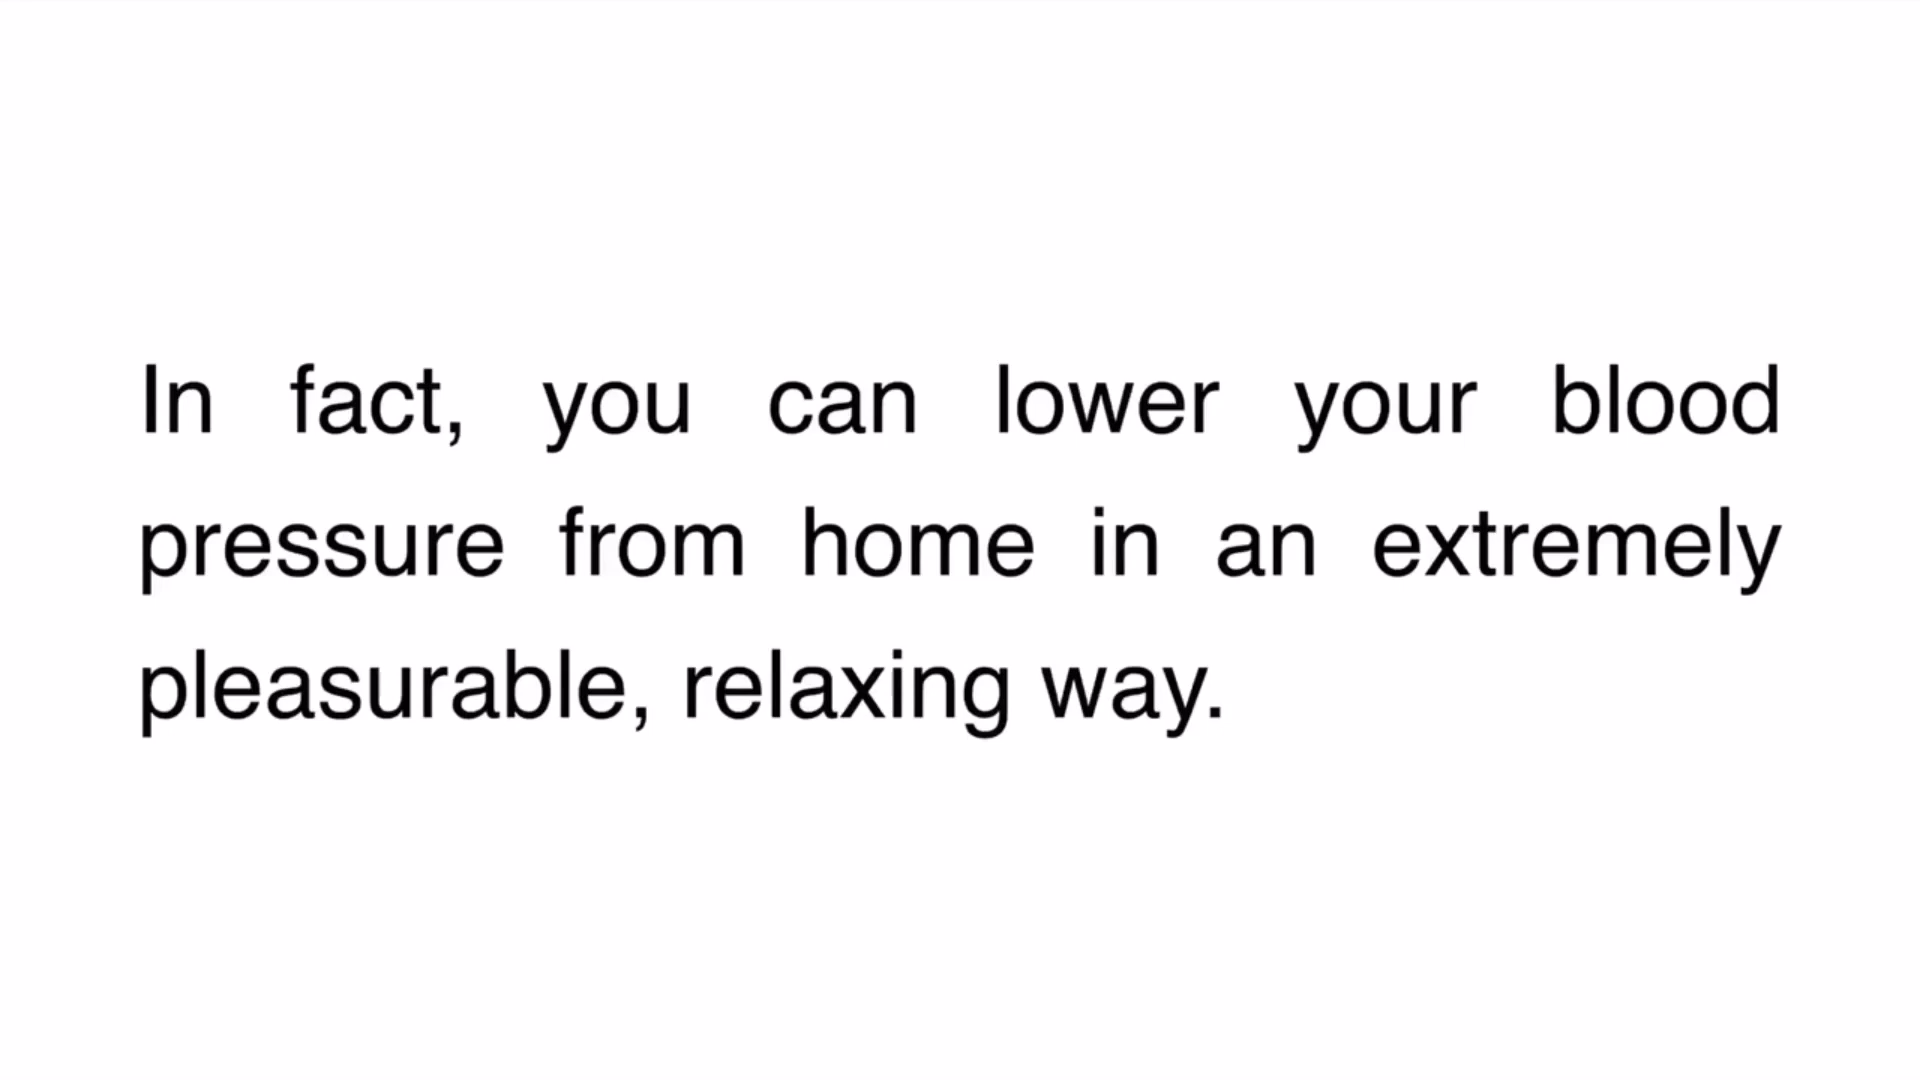 In fact, you can lower your blood
pressure from home in an extremely
pleasurable, relaxing way.